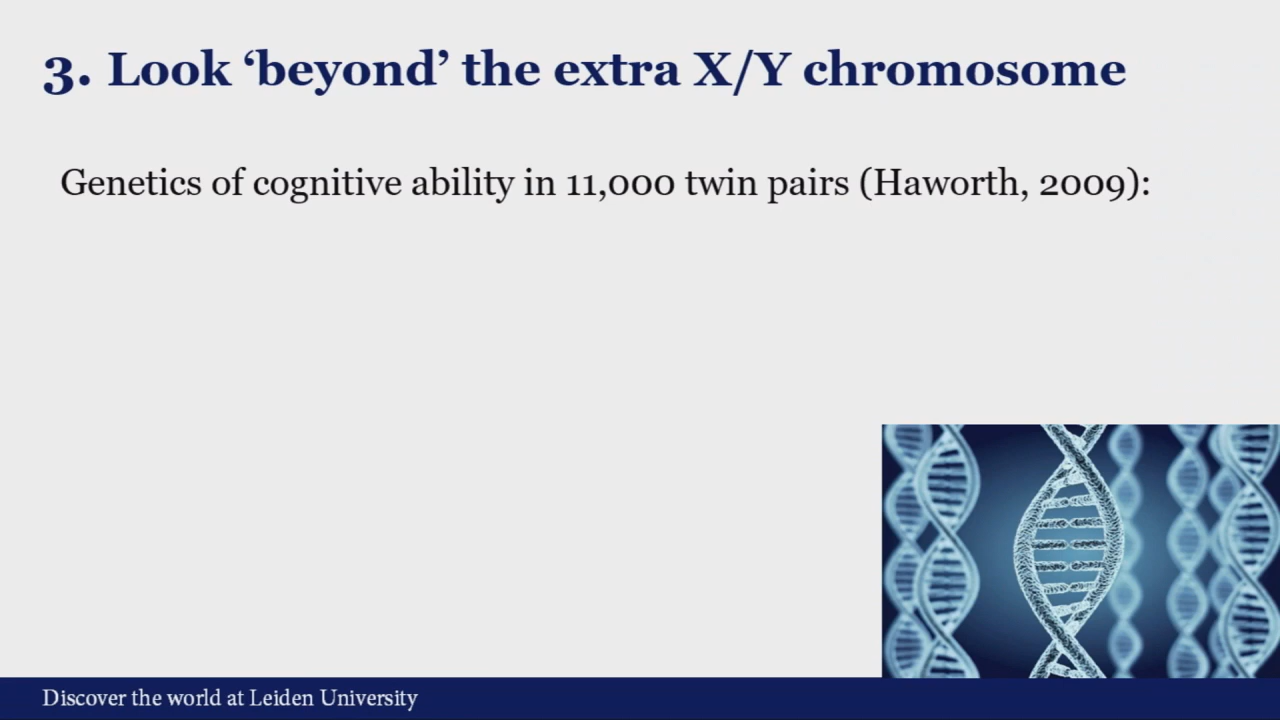 3. Look ‘beyond’ the extra X/Y chromosome
Genetics of cognitive ability in 11,000 twin pairs (Haworth, 2009):
Discover the world at Leiden University